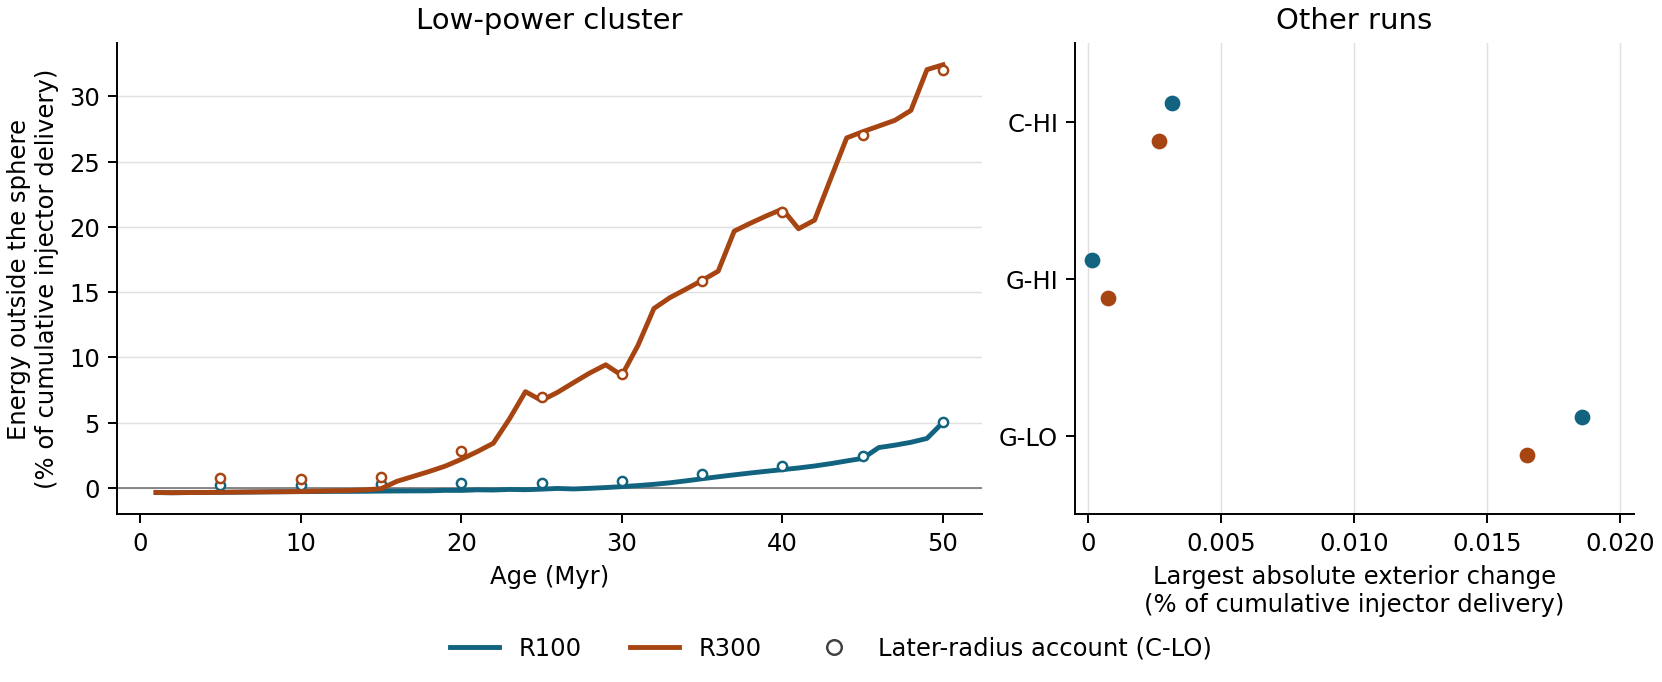 Low-power cluster
Energy outside the sphere
(% of cumulative injector delivery)
30
25
20
15
10
5
0
0 10 20 30 40 50
Age (Myr)
Other runs
C-HI
G-HI
G-LO
0 0.005 0.010 0.015 0.020
Largest absolute exterior change
(% of cumulative injector delivery)
R100 R300 Later-radius account (C-LO)